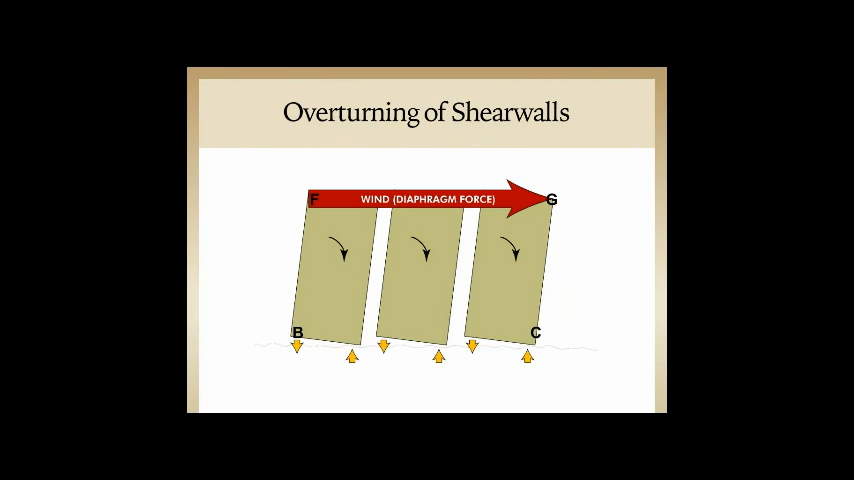 Overturning of Shearwalls
F WIND (DIAPHRAGM FORCE) G
B C